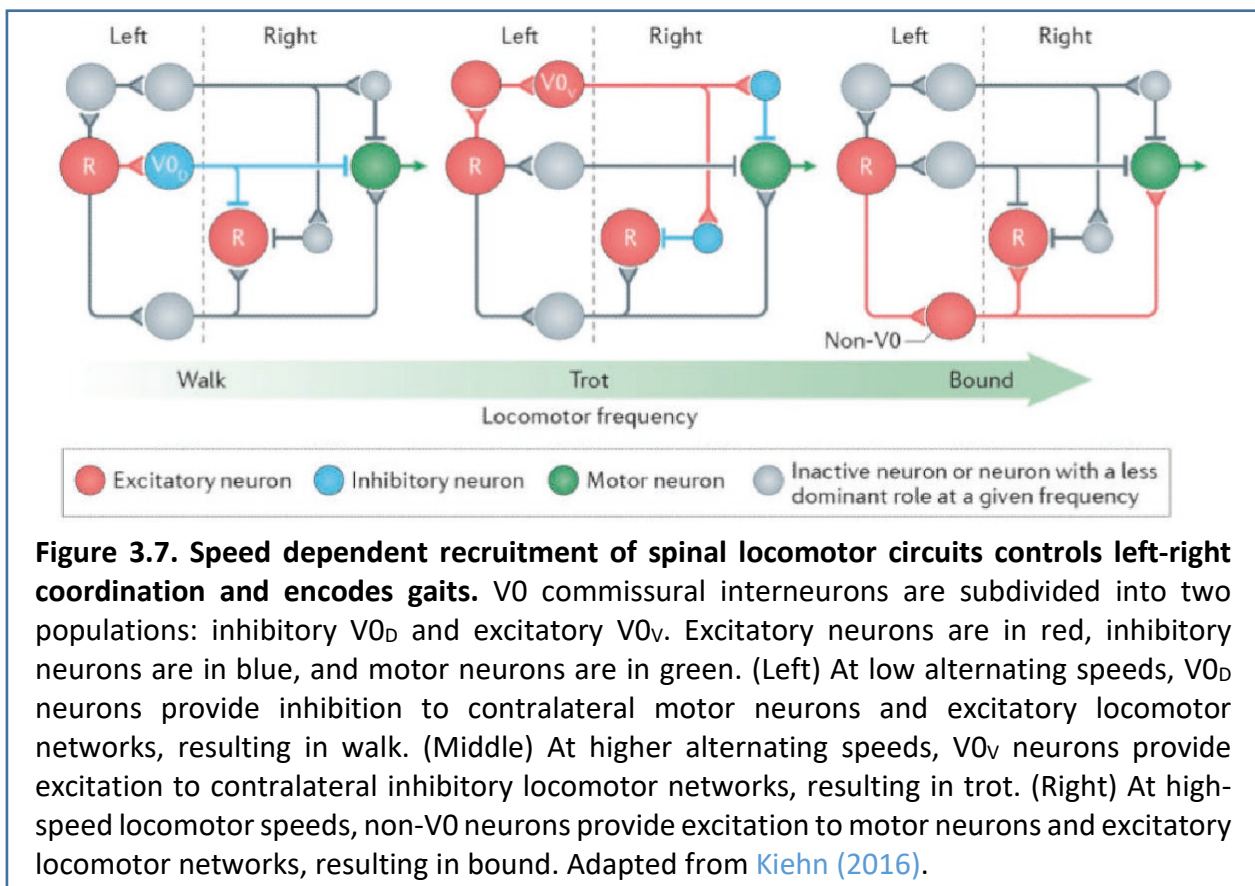 Left Right Left Right Left Right
V0V
R V0D R R
R R R
Non-V0
Walk Trot Bound
Locomotor frequency
Excitatory neuron Inhibitory neuron Motor neuron Inactive neuron or neuron with a less
dominant role at a given frequency
Figure 3.7. Speed dependent recruitment of spinal locomotor circuits controls left-right
coordination and encodes gaits. V0 commissural interneurons are subdivided into two
populations: inhibitory V0D and excitatory V0V. Excitatory neurons are in red, inhibitory
neurons are in blue, and motor neurons are in green. (Left) At low alternating speeds, V0D
neurons provide inhibition to contralateral motor neurons and excitatory locomotor
networks, resulting in walk. (Middle) At higher alternating speeds, V0V neurons provide
excitation to contralateral inhibitory locomotor networks, resulting in trot. (Right) At high-
speed locomotor speeds, non-V0 neurons provide excitation to motor neurons and excitatory
locomotor networks, resulting in bound. Adapted from Kiehn (2016).